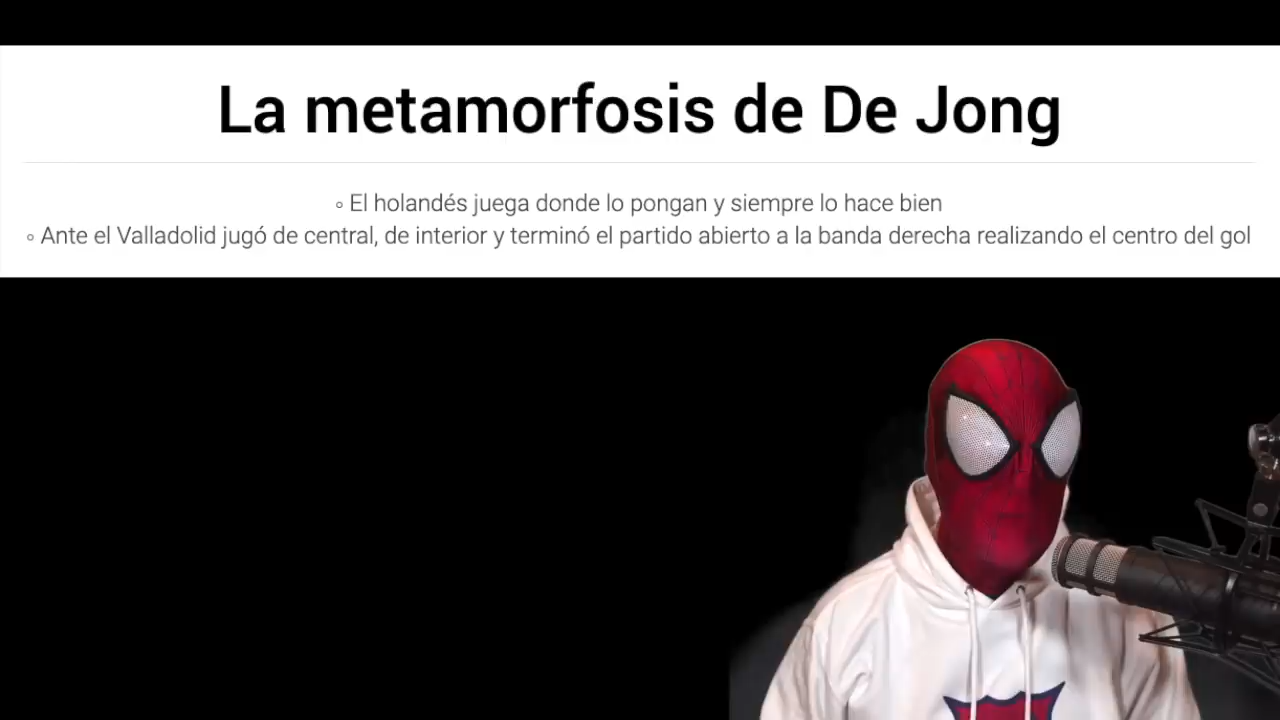 La metamorfosis de De Jong
◦ El holandés juega donde lo pongan y siempre lo hace bien
◦ Ante el Valladolid jugó de central, de interior y terminó el partido abierto a la banda derecha realizando el centro del gol